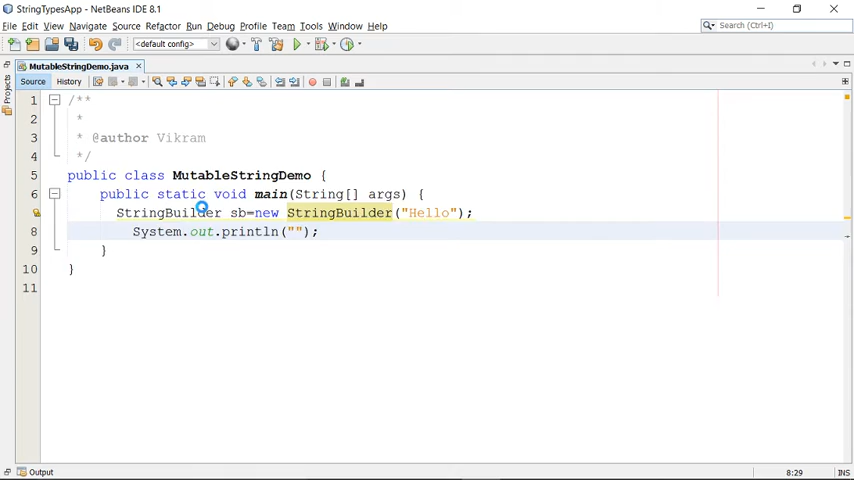 StringTypesApp - NetBeans IDE 8.1
File Edit View Navigate Source Refactor Run Debug Profile Team Tools Window Help
Search (Ctrl+I)
<default config>
MutableStringDemo.java
Source History
Projects
1 /**
2 *
3 * @author Vikram
4 */
5 public class MutableStringDemo {
6 public static void main(String[] args) {
StringBuilder sb=new StringBuilder("Hello");
8 System.out.println("");
9 }
10 }
11
Output
8:29